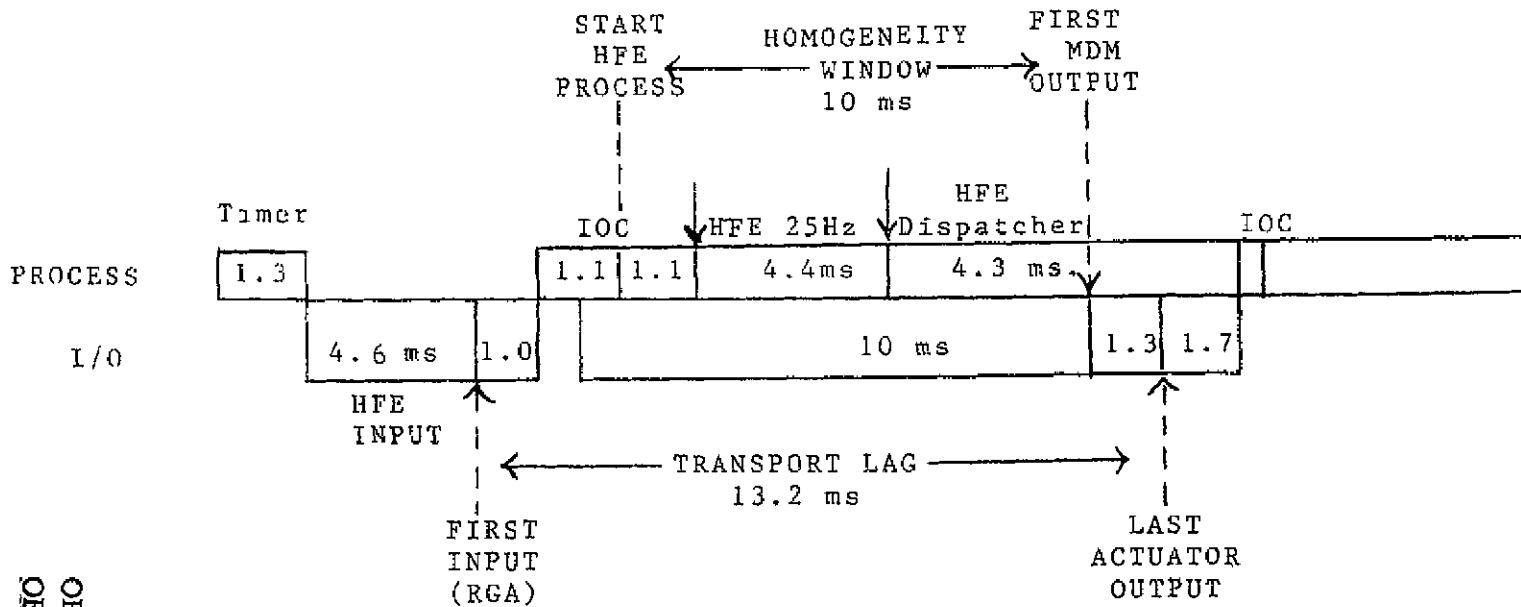 START
HFE
PROCESS
HOMOGENEITY
WINDOW
10 ms
FIRST
MDM
OUTPUT
Timer
IOC
HFE 25Hz
HFE
Dispatcher
IOC
PROCESS
1.3
1.1
1.1
4.4ms
4.3 ms.
I/O
4.6 ms
1.0
10 ms
1.3
1.7
HFE
INPUT
TRANSPORT LAG
13.2 ms
FIRST
INPUT
(RGA)
LAST
ACTUATOR
OUTPUT